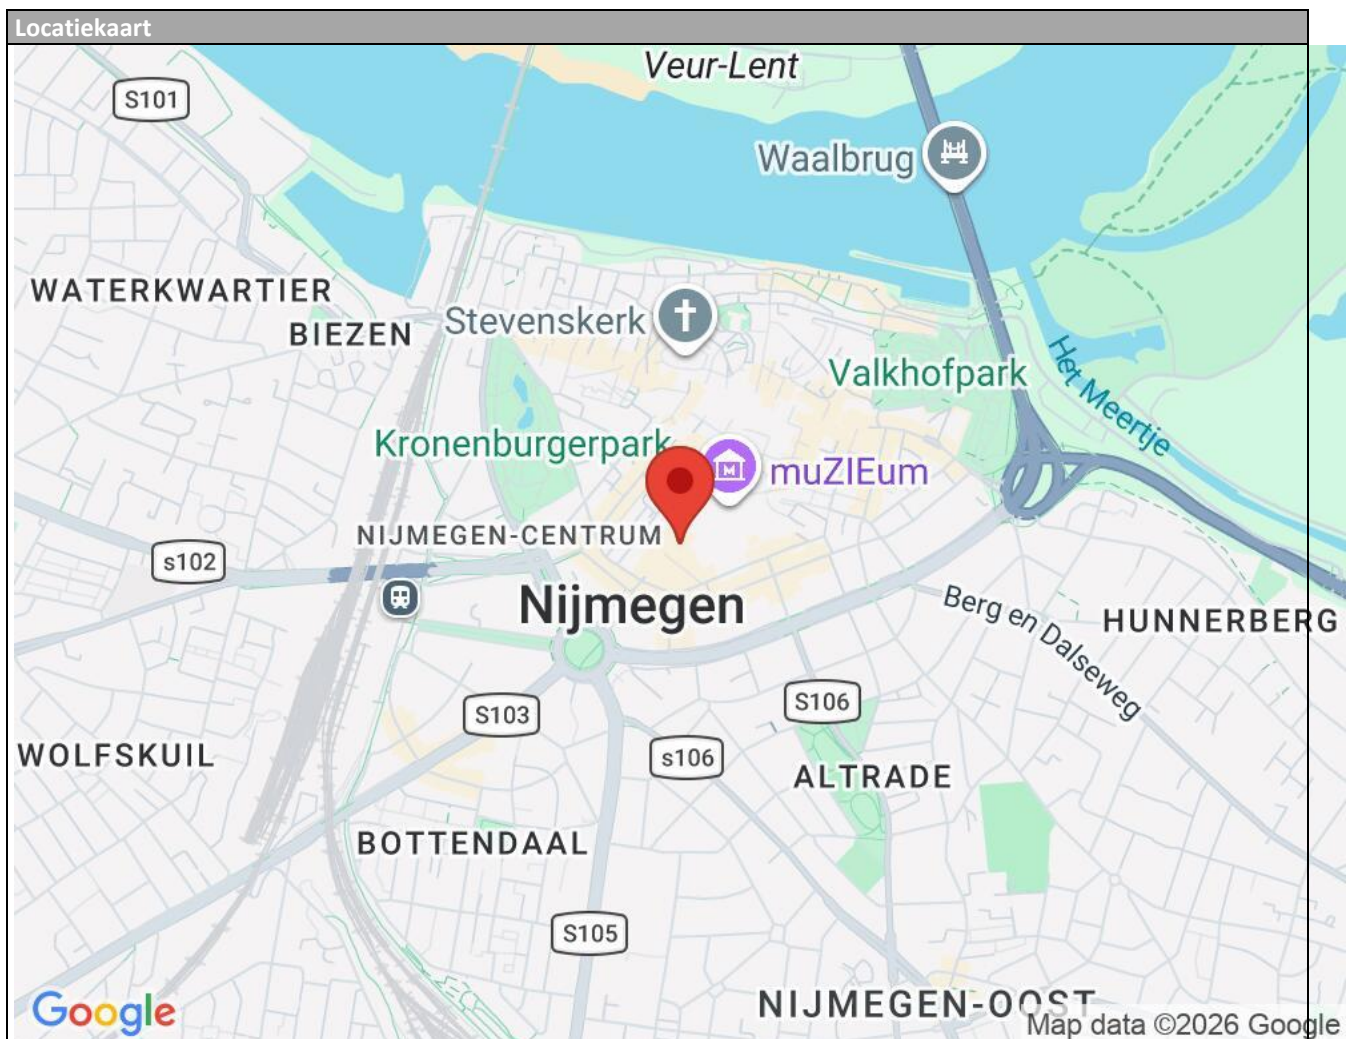 Locatiekaart
Veur-Lent
S101
Waalbrug
WATERKWARTIER
BIEZEN
Stevenskerk
Valkhofpark
Het Meertje
Kronenburgerpark
M
muZIEum
NIJMEGEN-CENTRUM
s102
Nijmegen
Berg en Dalseweg
HUNNERBERG
S103
S106
WOLFSKUIL
s106
ALTRADE
BOTTENDAAL
S105
NIJMEGEN-OOST
Google
Map data ©2026 Google